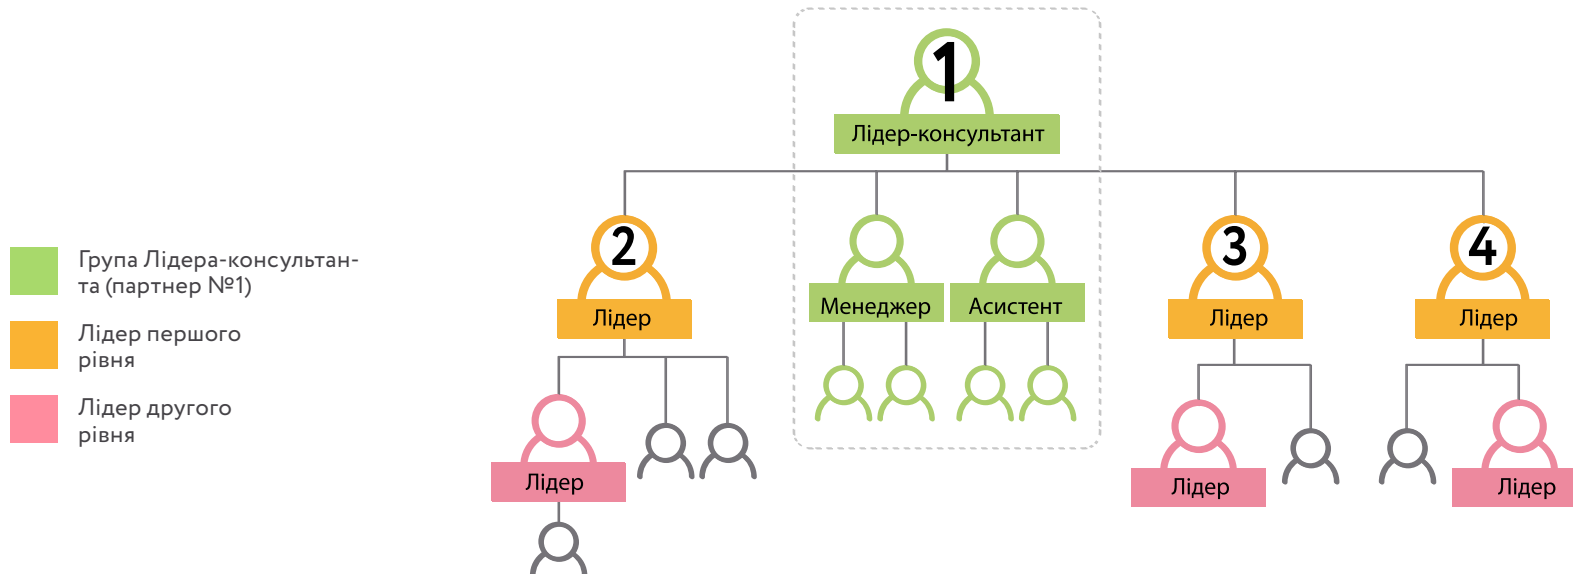 1
Лідер-консультант
2
3
4
Менеджер
Асистент
Лідер
Лідер
Лідер
Лідер
Лідер
Лідер
Група Лідера-консультан-
та (партнер №1)
Лідер першого
рівня
Лідер другого
рівня